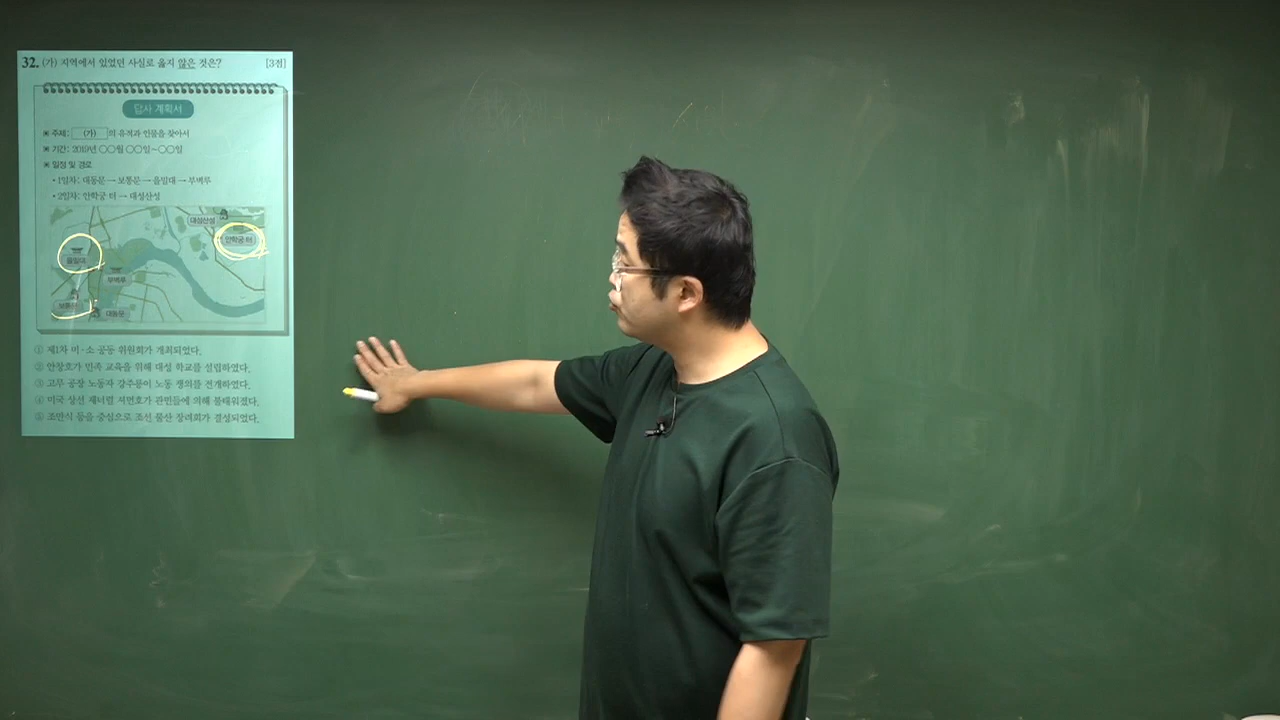 32. (가) 지역에서 있었던 사실로 옳지 않은 것은? [3점]
답사 계획서
▣ 주제: (가) 의 유적과 인물을 찾아서
▣ 기간: 2019년 ○○월 ○○일~○○일
▣ 일정 및 경로
• 1일차: 대동문 → 보통문 → 을밀대 → 부벽루
• 2일차: 안학궁 터 → 대성산성
대성산성
안학궁 터
을밀대
부벽루
보통문
대동문
① 제1차 미·소 공동 위원회가 개최되었다.
② 안창호가 민족 교육을 위해 대성 학교를 설립하였다.
③ 고무 공장 노동자 강주룡이 노동 쟁의를 전개하였다.
④ 미국 상선 제너럴 셔먼호가 관민들에 의해 불태워졌다.
⑤ 조만식 등을 중심으로 조선 물산 장려회가 결성되었다.